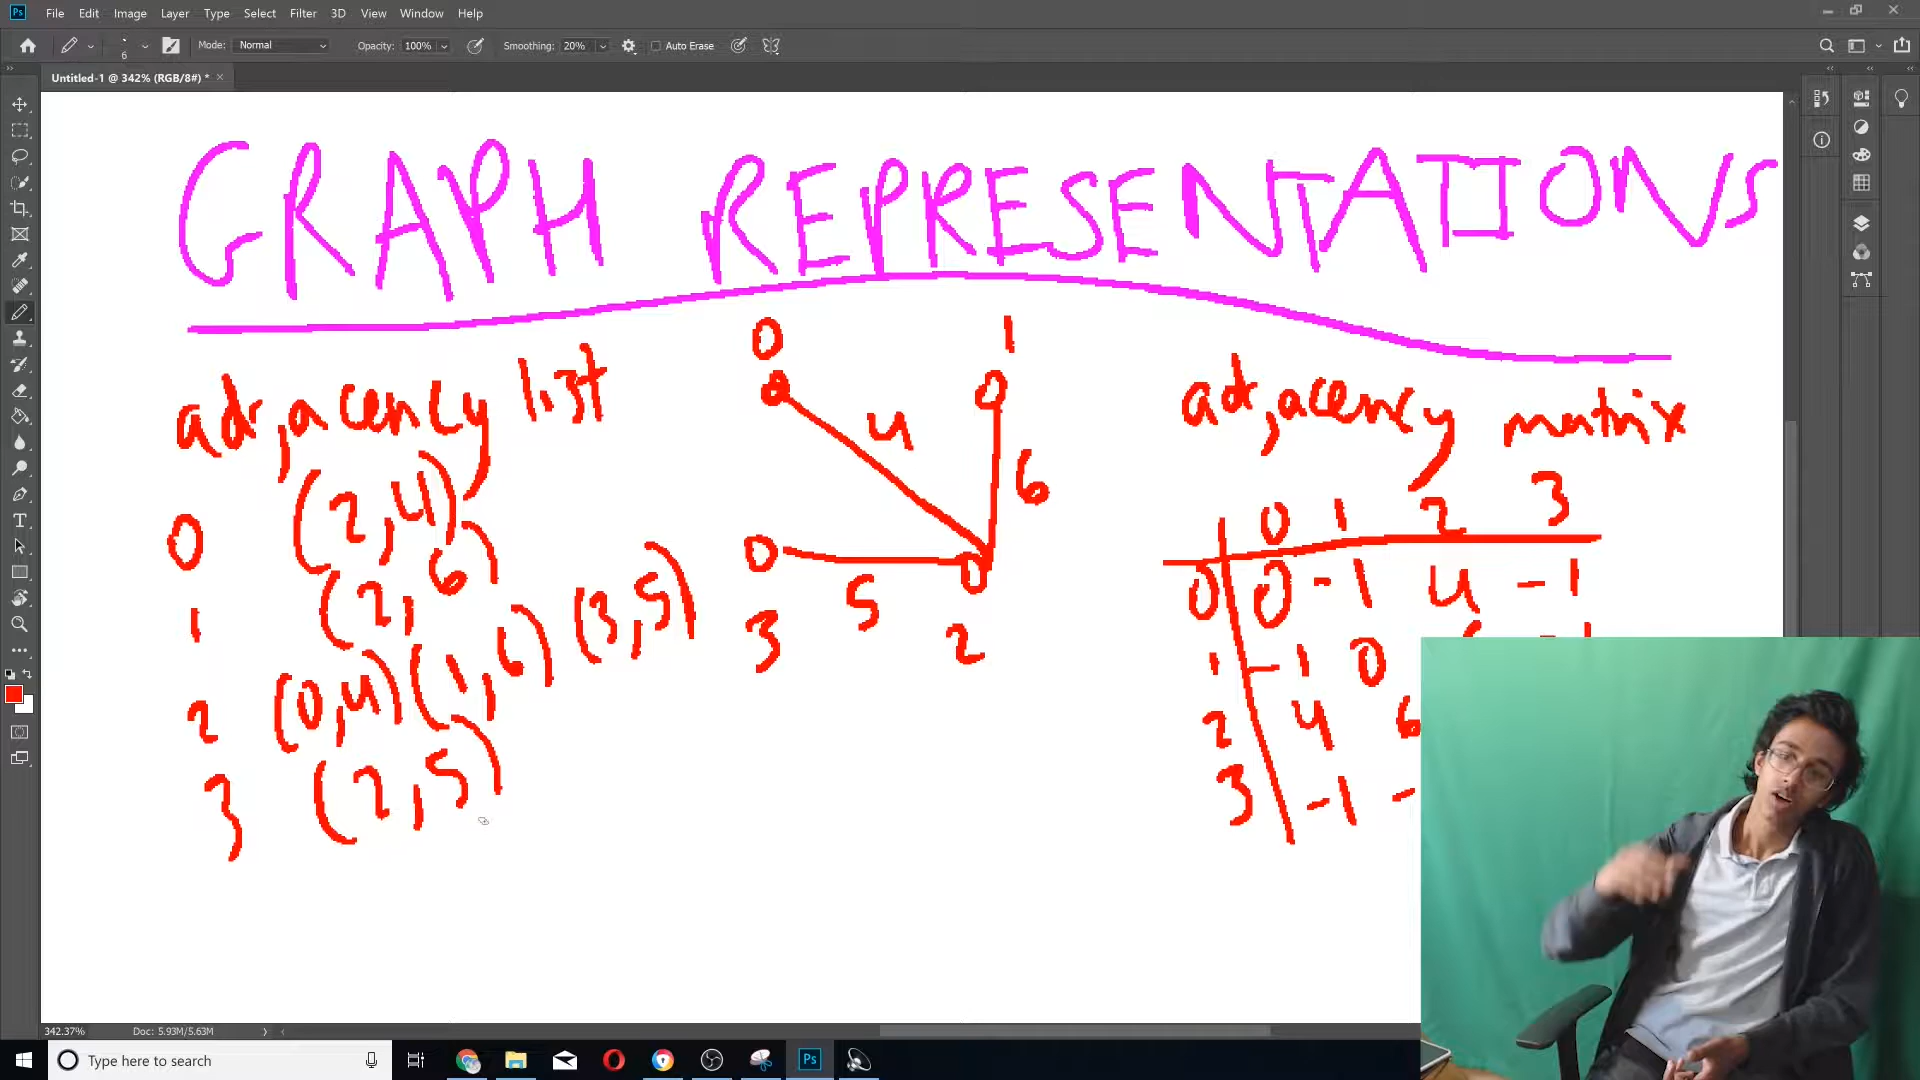 File Edit Image Layer Type Select Filter 3D View Window Help
6 Mode: Normal Opacity: 100% Smoothing: 20% Auto Erase
Untitled-1 @ 342% (RGB/8#) *
GRAPH REPRESENTATIONS
adjacency list
0 (2,4)
1 (2,6)
2 (0,4) (1,6) (3,5)
3 (2,5)
0 1
4
6
5
3 2
adjacency matrix
0 1 2 3
0 0 -1 4 -1
1 -1 0
2 4 6
3 -1 -
342.37% Doc: 5.93M/5.63M
Type here to search
Ps